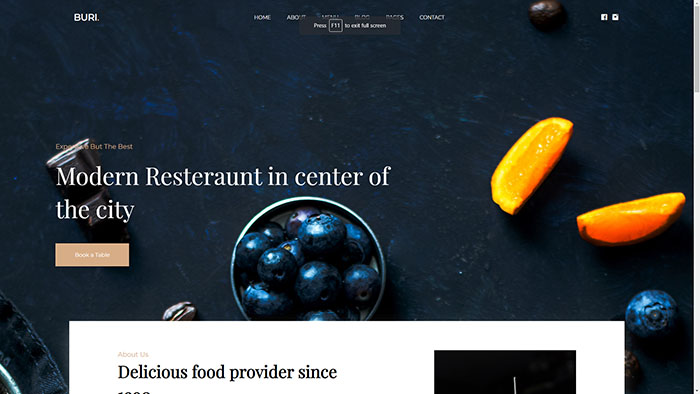 BURI.
HOME ABOUT MENU BLOG PAGES CONTACT
Press F11 to exit full screen
Expensive But The Best
Modern Resteraunt in center of
the city
Book a Table
About Us
Delicious food provider since